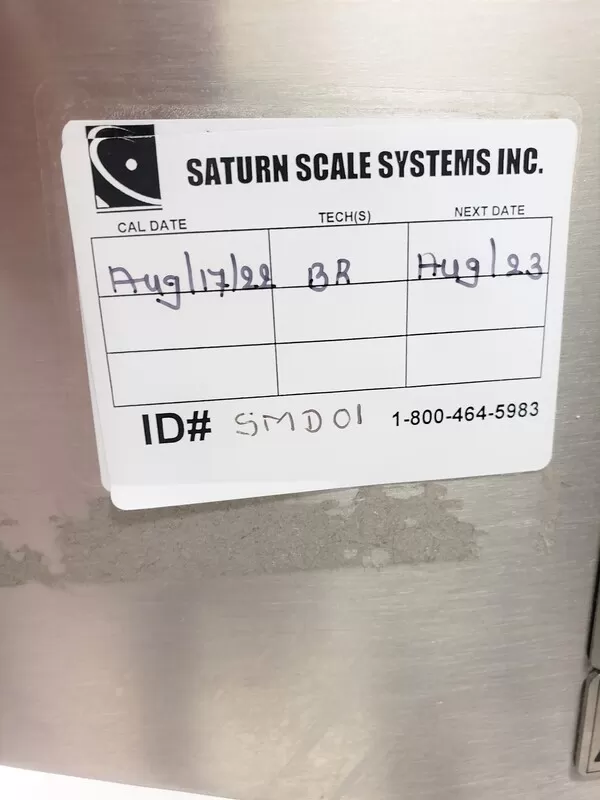 SATURN SCALE SYSTEMS INC.
CAL DATE TECH(S) NEXT DATE
Aug/17/22 BR Aug/23
ID# SMD01 1-800-464-5983